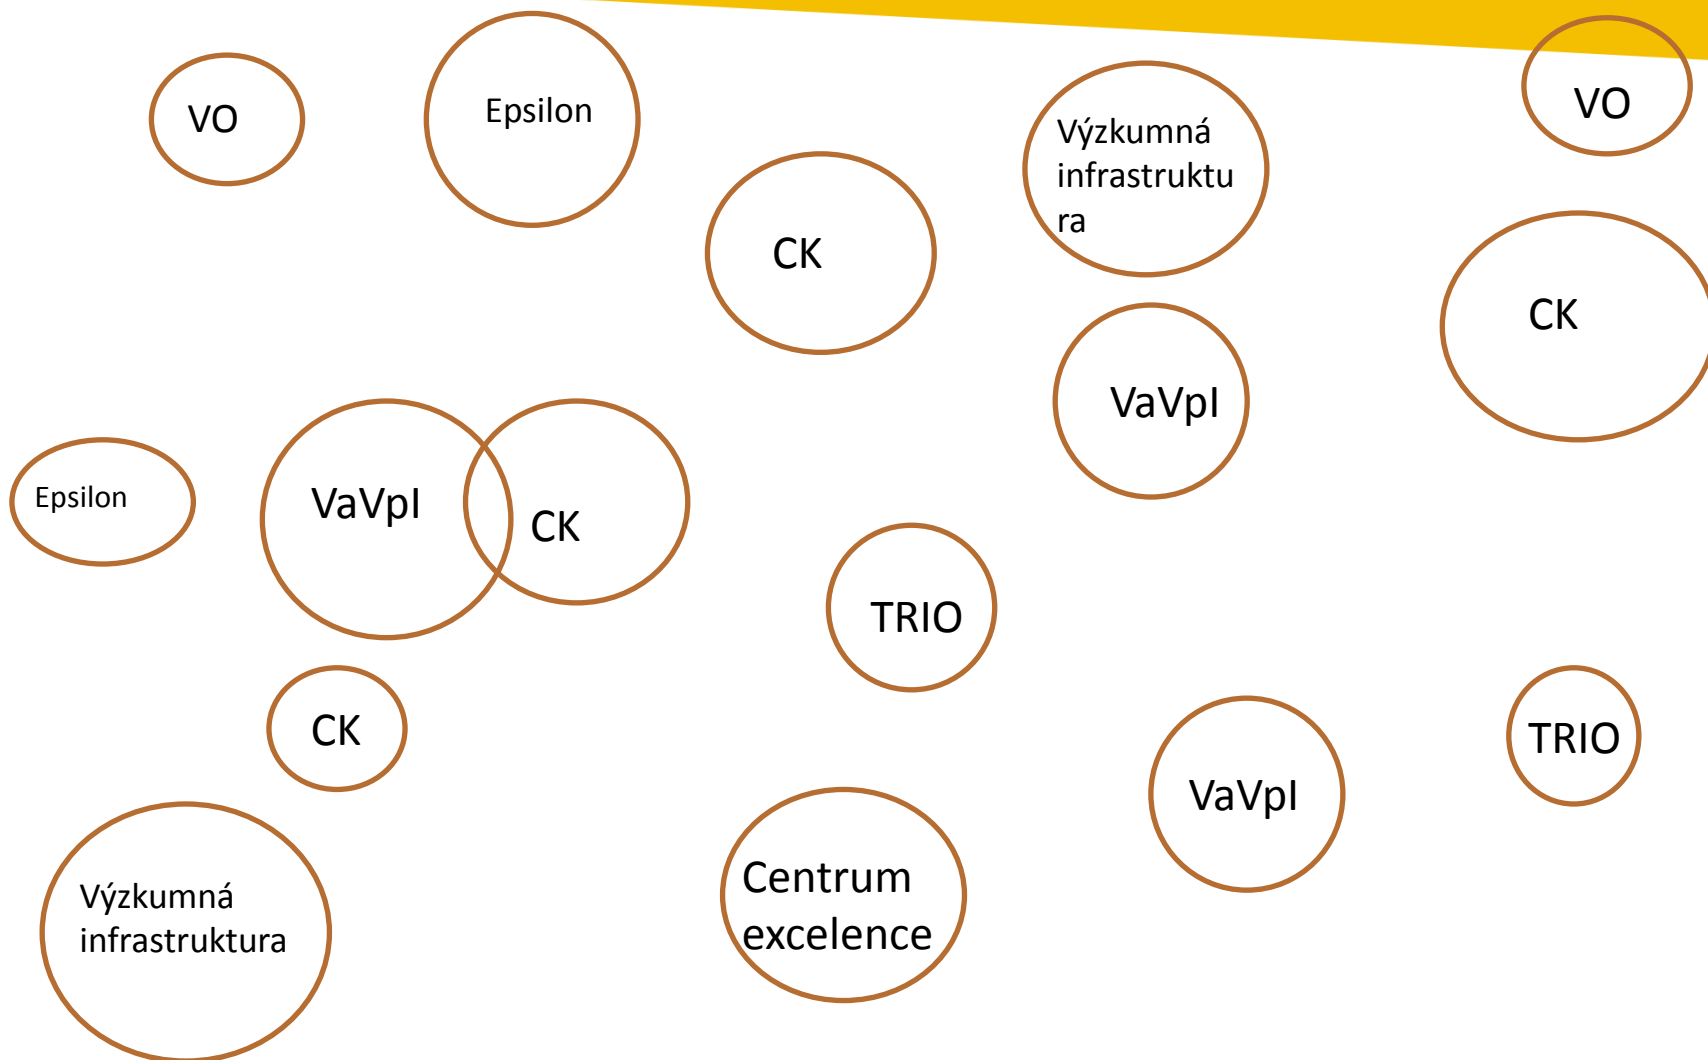 VO
Epsilon
VO
Výzkumná
infrastruktu
ra
CK
CK
VaVpI
Epsilon
VaVpI
CK
TRIO
CK
TRIO
VaVpI
Centrum
excelence
Výzkumná
infrastruktura